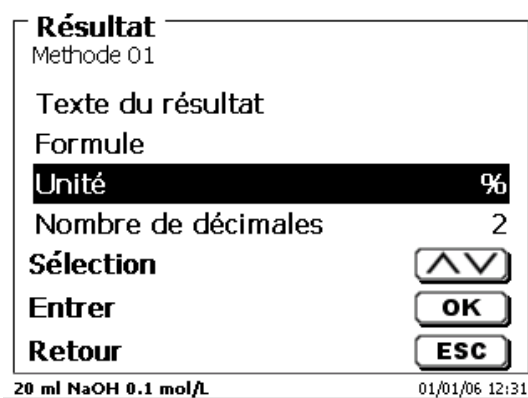 Résultat
Methode 01
Texte du résultat
Formule
Unité %
Nombre de décimales 2
Sélection
Entrer OK
Retour ESC
20 ml NaOH 0.1 mol/L 01/01/06 12:31